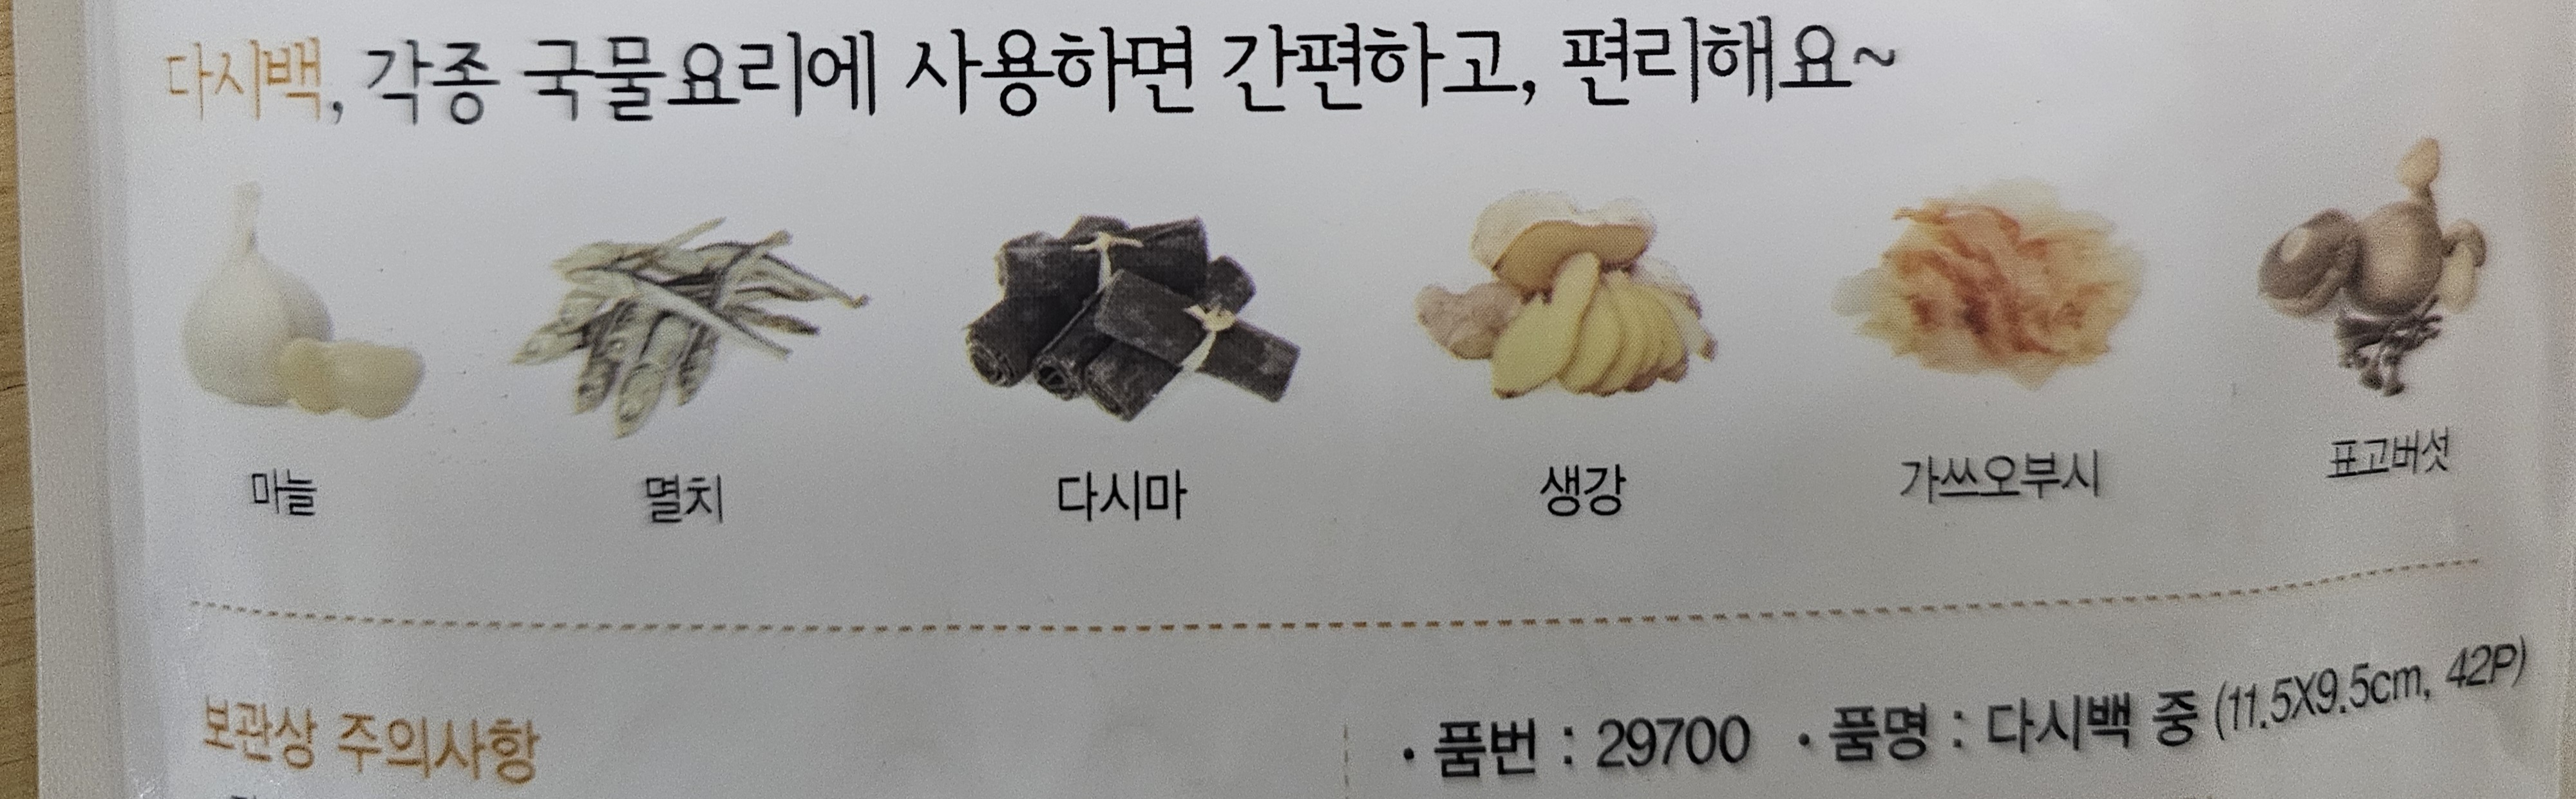 다시백, 각종 국물요리에 사용하면 간편하고, 편리해요~
마늘 멸치 다시마 생강 가쓰오부시 표고버섯
보관상 주의사항
· 품번 : 29700 · 품명 : 다시백 중 (11.5X9.5cm, 42P)